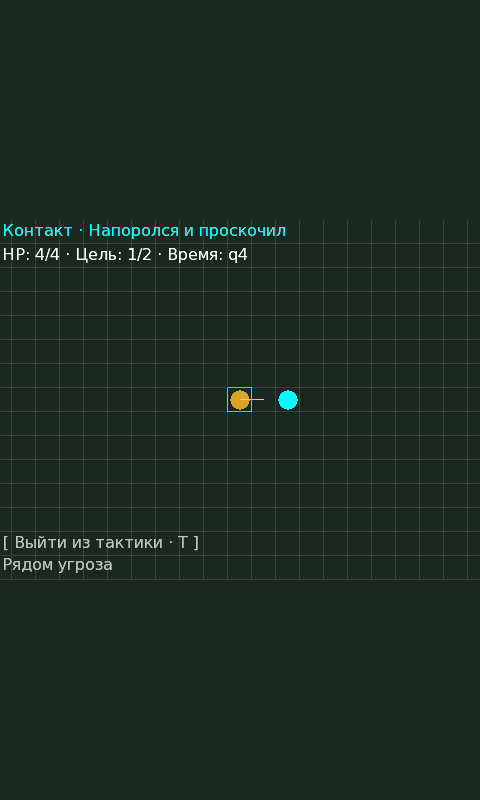 Контакт · Напоролся и проскочил
HP: 4/4 · Цель: 1/2 · Время: q4
[ Выйти из тактики · T ]
Рядом угроза